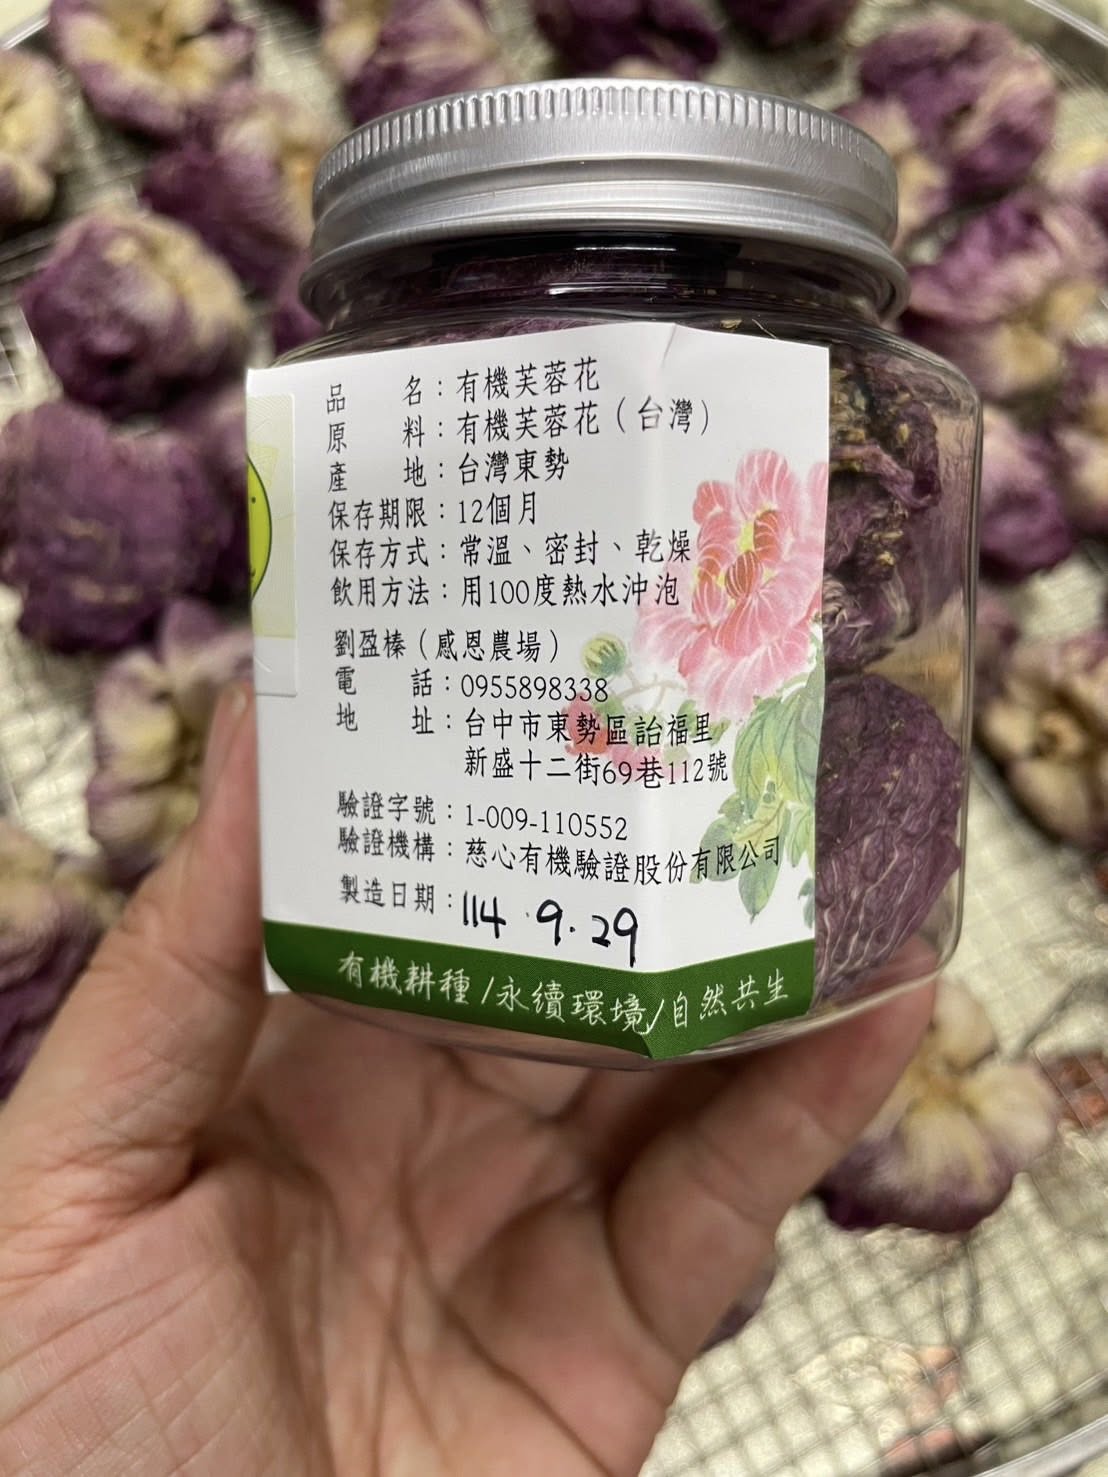 品　　名：有機芙蓉花
原　　料：有機芙蓉花（台灣）
產　　地：台灣東勢
保存期限：12個月
保存方式：常溫、密封、乾燥
飲用方法：用100度熱水沖泡
劉盈榛（感恩農場）
電　　話：0955898338
地　　址：台中市東勢區詒福里
新盛十二街69巷112號
驗證字號：1-009-110552
驗證機構：慈心有機驗證股份有限公司
製造日期：114.9.29
有機耕種/永續環境/自然共生